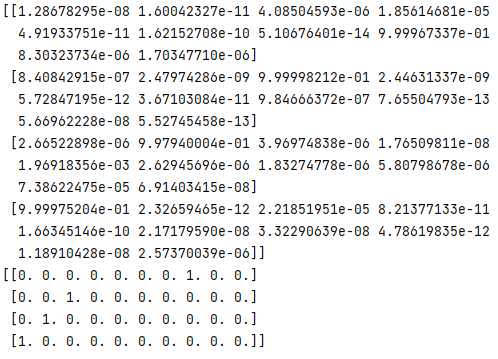 [[1.28678295e-08 1.60042327e-11 4.08504593e-06 1.85614681e-05
4.91933751e-11 1.62152708e-10 5.10676401e-14 9.99967337e-01
8.30323734e-06 1.70347710e-06]
[8.40842915e-07 2.47974286e-09 9.99998212e-01 2.44631337e-09
5.72847195e-12 3.67103084e-11 9.84666372e-07 7.65504793e-13
5.66962228e-08 5.52745458e-13]
[2.66522898e-06 9.97940004e-01 3.96974838e-06 1.76509811e-08
1.96918356e-03 2.62945696e-06 1.83274778e-06 5.80798678e-06
7.38622475e-05 6.91403415e-08]
[9.99975204e-01 2.32659465e-12 2.21851951e-05 8.21377133e-11
1.66345146e-10 2.17179590e-08 3.32290639e-08 4.78619835e-12
1.18910428e-08 2.57370039e-06]]
[[0. 0. 0. 0. 0. 0. 0. 1. 0. 0.]
[0. 0. 1. 0. 0. 0. 0. 0. 0. 0.]
[0. 1. 0. 0. 0. 0. 0. 0. 0. 0.]
[1. 0. 0. 0. 0. 0. 0. 0. 0. 0.]]